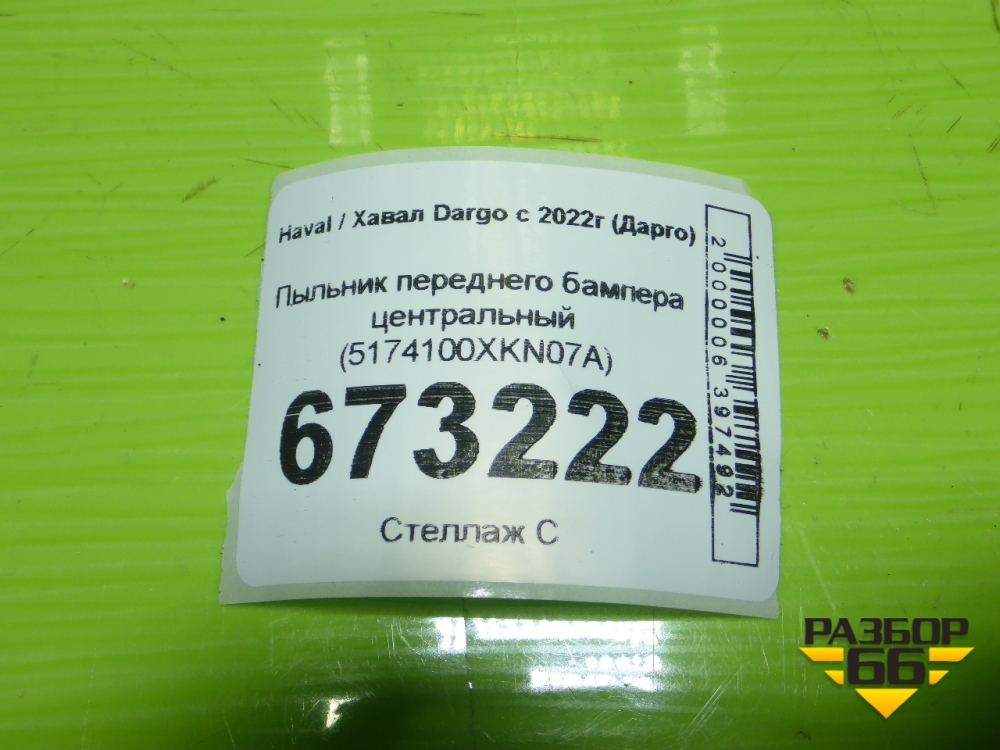 Haval / Хавал Dargo с 2022г (Дарго)
Пыльник переднего бампера
центральный
(5174100XKN07A)
673222
Стеллаж С
2000006397492
РАЗБОР
66